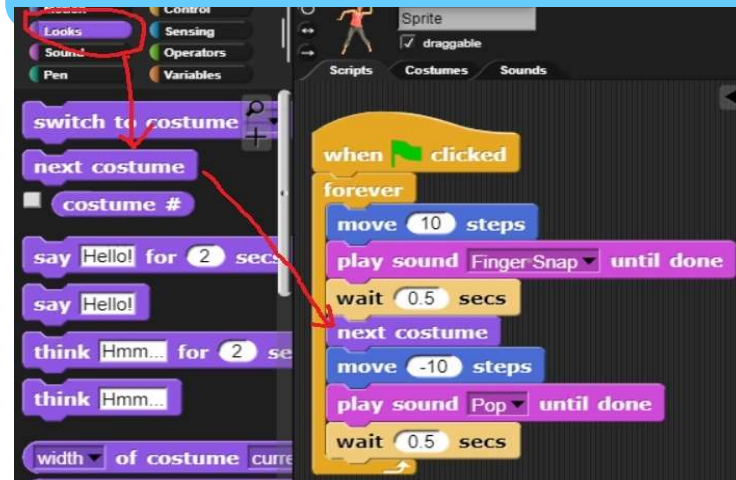 Motion Control
Looks Sensing
Sound Operators
Pen Variables
switch to costume
next costume
costume #
say Hello! for 2 secs
say Hello!
think Hmm... for 2 se
think Hmm...
width of costume curre
Sprite
draggable
Scripts Costumes Sounds
when clicked
forever
move 10 steps
play sound Finger Snap until done
wait 0.5 secs
next costume
move -10 steps
play sound Pop until done
wait 0.5 secs